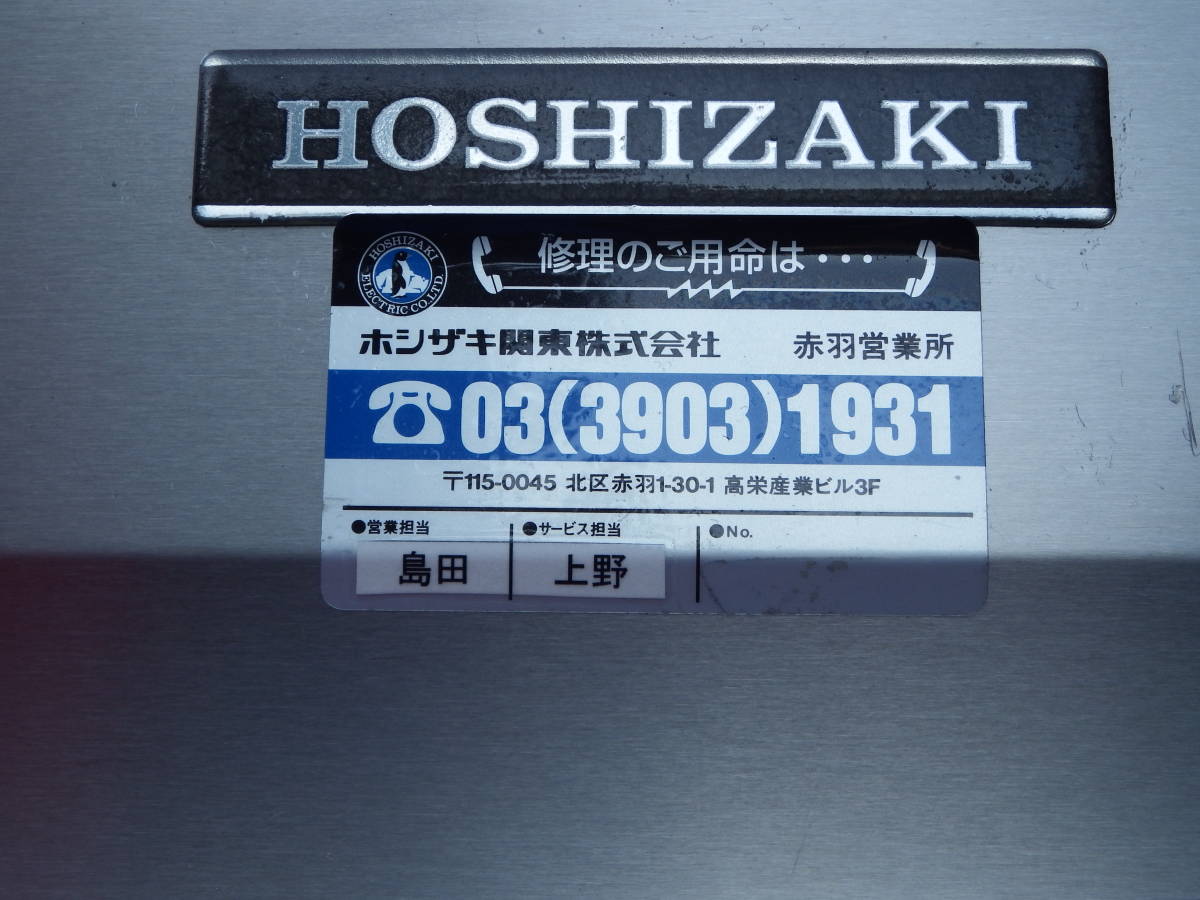 HOSHIZAKI
HOSHIZAKI ELECTRIC CO.,LTD.
修理のご用命は・・・
ホシザキ関東株式会社 赤羽営業所
☎03(3903)1931
〒115-0045 北区赤羽1-30-1 高栄産業ビル3F
●営業担当 ●サービス担当 ●No.
島田 上野